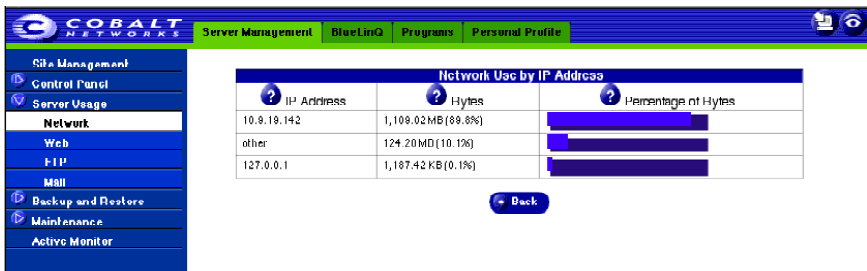 COBALT
NETWORKS
Server Management
BlueLinQ
Programs
Personal Profile
Site Management
Control Panel
Server Usage
Network
Web
FTP
Mail
Backup and Restore
Maintenance
Active Monitor
Network Use by IP Address
IP Address
Bytes
Percentage of Bytes
10.9.19.142
1,109.02 MB (89.8%)
other
124.20 MB (10.1%)
127.0.0.1
1,187.42 KB (0.1%)
Back